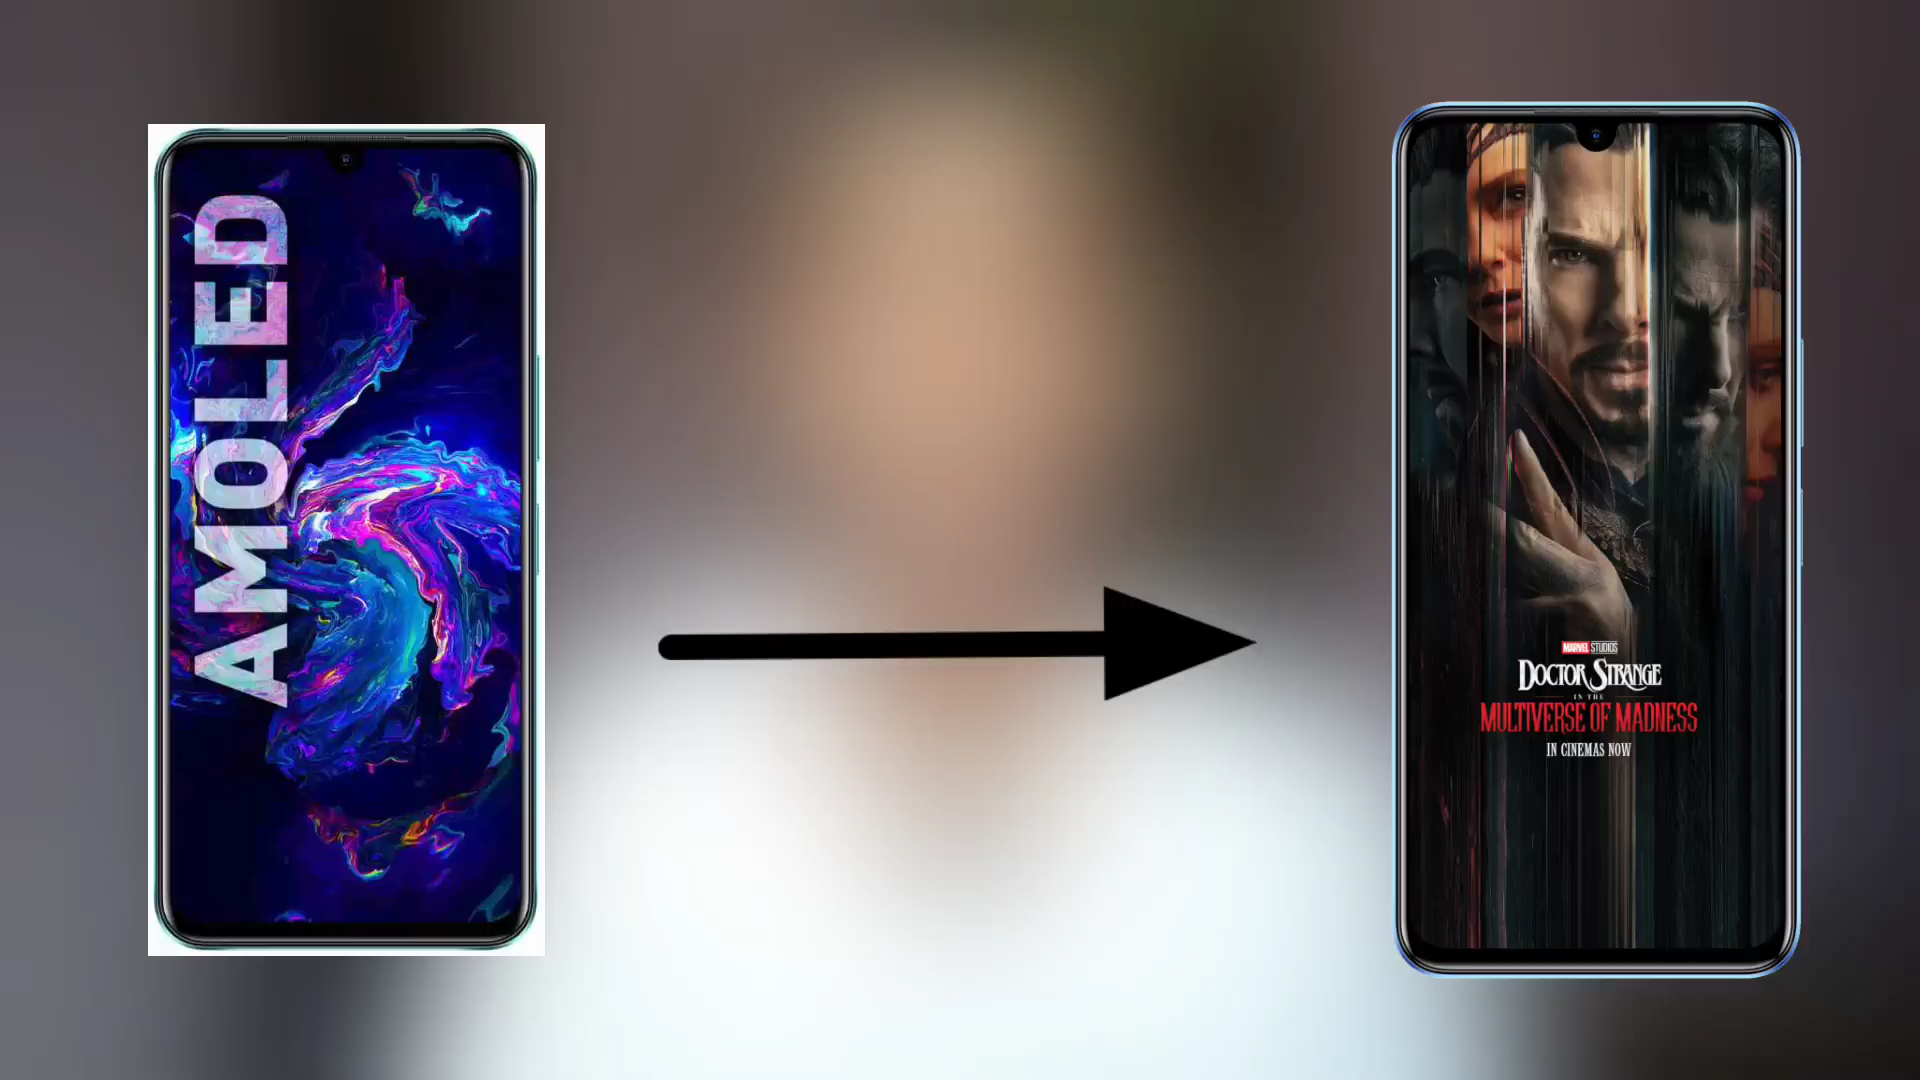 AMOLED
MARVEL STUDIOS
DOCTOR STRANGE
IN THE
MULTIVERSE OF MADNESS
IN CINEMAS NOW